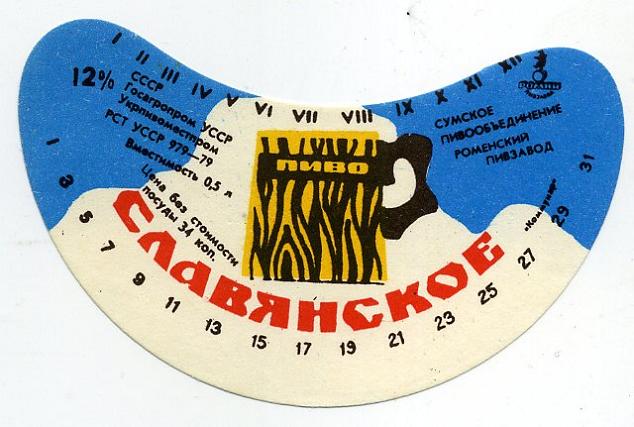 I II III IV V VI VII VIII IX X XI XII
12%
СССР
Госагропром УССР
Укрпивоместпром
РСТ УССР 979—79
Вместимость 0,5 л
Цена без стоимости
посуды 34 коп.
ПИВО
СУМСКОЕ
ПИВООБЪЕДИНЕНИЕ
РОМЕНСКИЙ
ПИВЗАВОД
СЛАВЯНСКОЕ
1 3 5 7 9 11 13 15 17 19 21 23 25 27 29 31